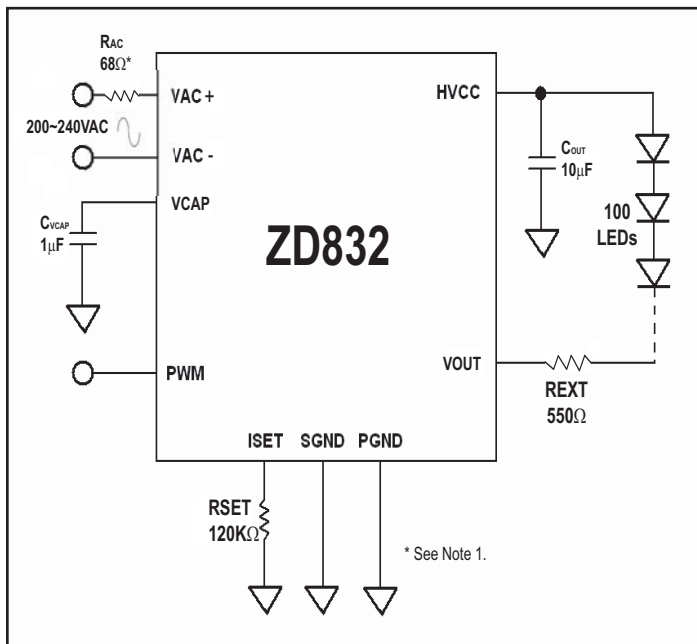 RAC
68Ω*
VAC +
200~240VAC
VAC -
VCAP
CVCAP
1μF
PWM
ZD832
HVCC
COUT
10μF
100
LEDs
VOUT
REXT
550Ω
ISET SGND PGND
RSET
120KΩ
* See Note 1.